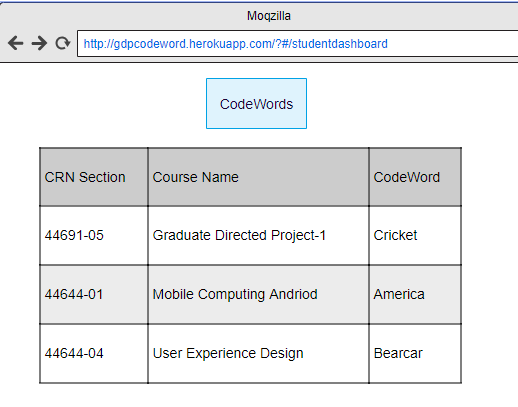 Moqzilla
http://gdpcodeword.herokuapp.com/?#/studentdashboard
CodeWords
CRN Section Course Name CodeWord
44691-05 Graduate Directed Project-1 Cricket
44644-01 Mobile Computing Andriod America
44644-04 User Experience Design Bearcar